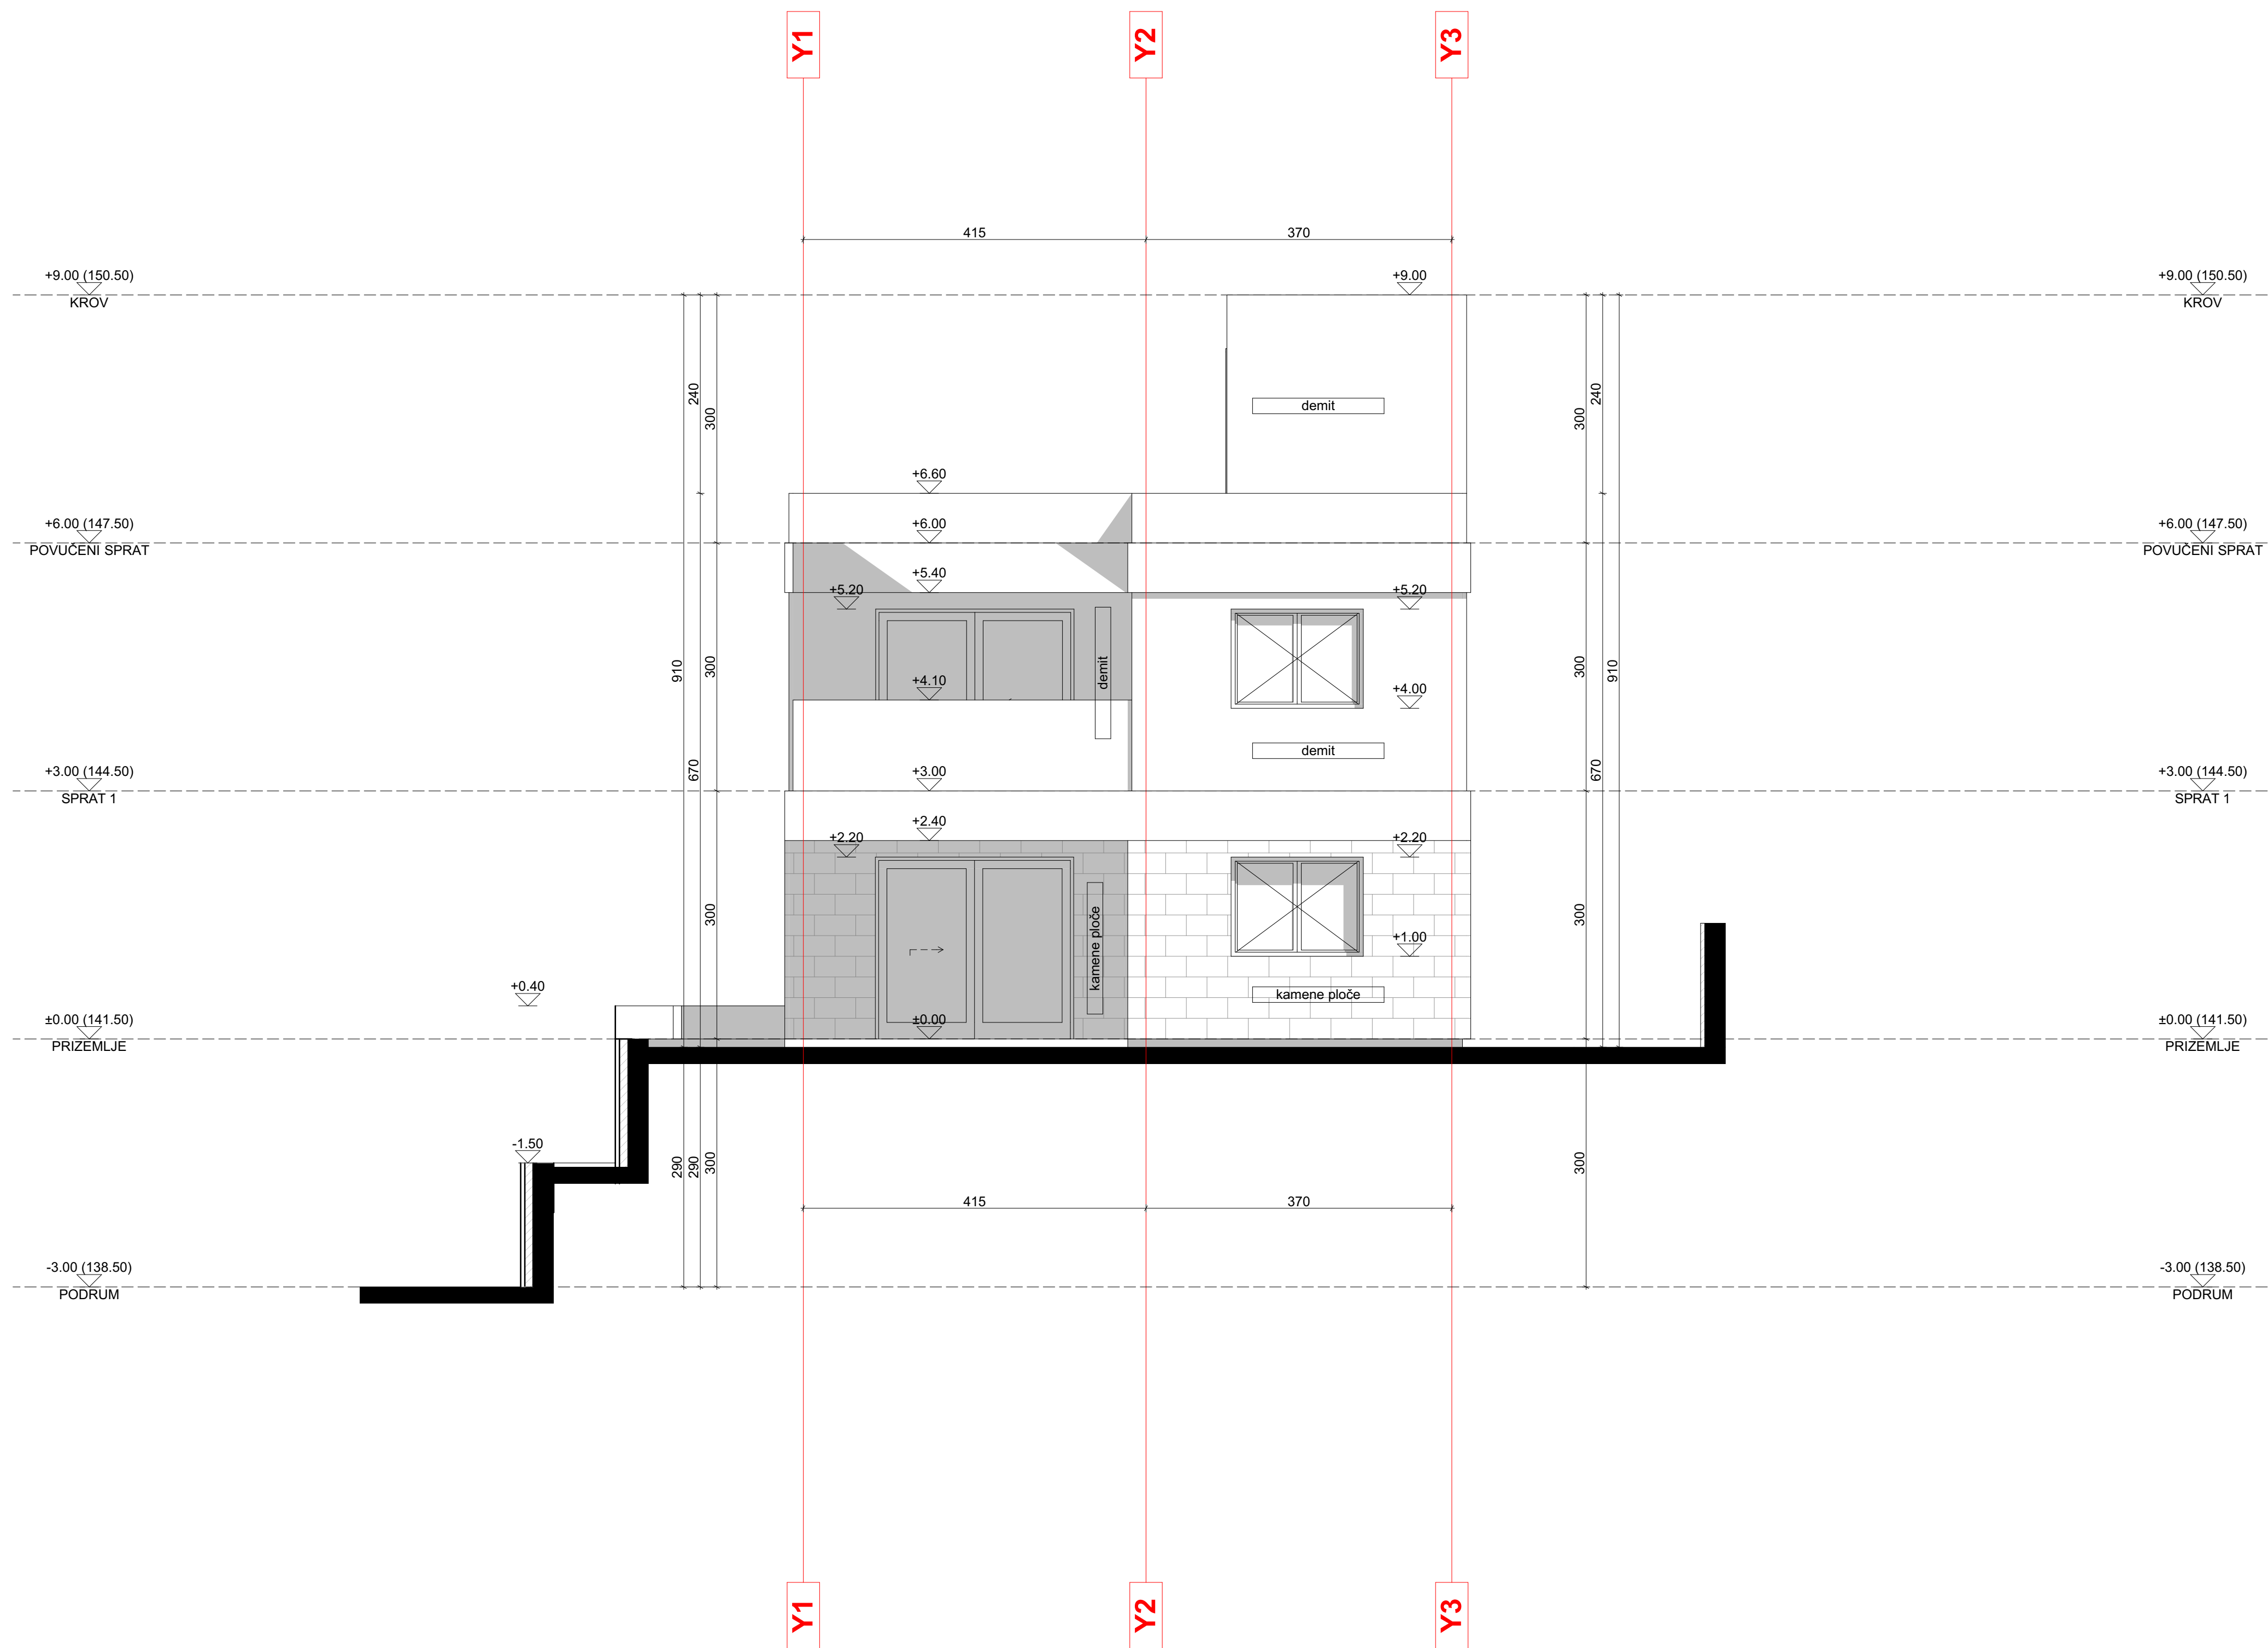 Y1
Y2
Y3
415
370
+9.00 (150.50)
KROV
+9.00
+9.00 (150.50)
KROV
240
300
demit
300
240
+6.60
+6.00 (147.50)
POVUČENI SPRAT
+6.00
+6.00 (147.50)
POVUČENI SPRAT
+5.40
+5.20
+5.20
910
300
+4.10
demit
+4.00
300
910
demit
670
670
+3.00 (144.50)
SPRAT 1
+3.00
+3.00 (144.50)
SPRAT 1
+2.40
+2.20
+2.20
300
kamene ploče
+1.00
300
kamene ploče
+0.40
±0.00 (141.50)
PRIZEMLJE
±0.00
±0.00 (141.50)
PRIZEMLJE
-1.50
290
290
300
300
415
370
-3.00 (138.50)
PODRUM
-3.00 (138.50)
PODRUM
Y1
Y2
Y3